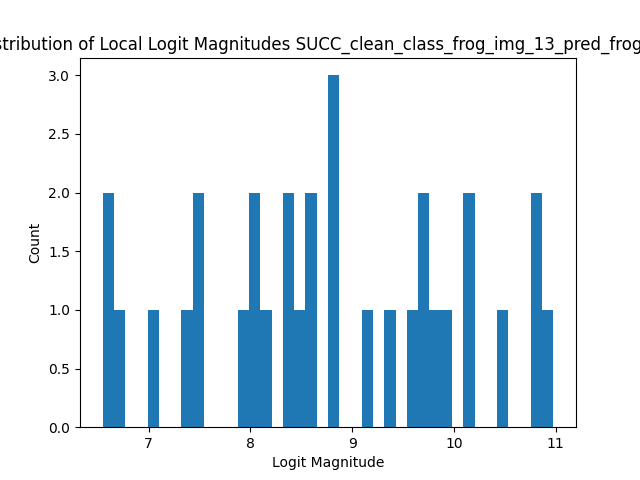 stribution of Local Logit Magnitudes SUCC_clean_class_frog_img_13_pred_frog
3.0
2.5
2.0
1.5
1.0
0.5
0.0
Count
7 8 9 10 11
Logit Magnitude